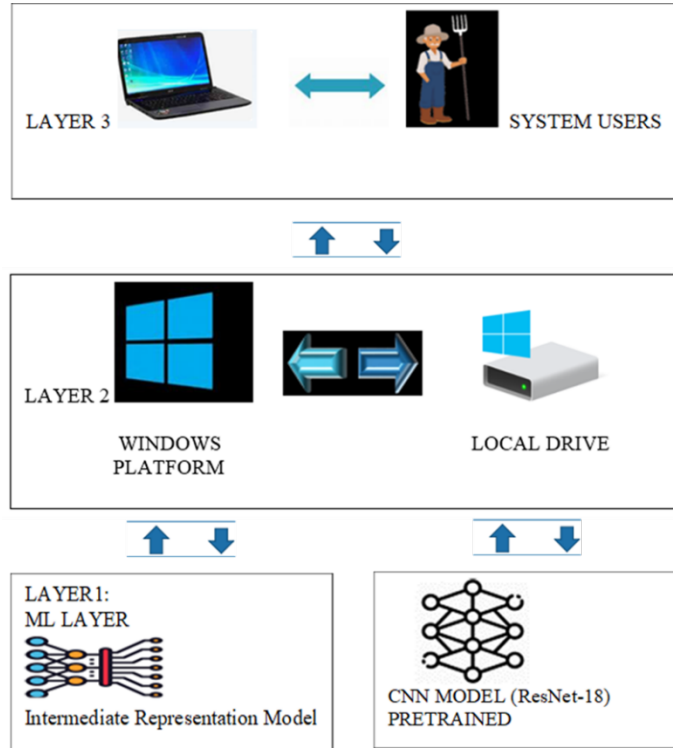 LAYER 3
SYSTEM USERS
LAYER 2
WINDOWS
PLATFORM
LOCAL DRIVE
LAYER1:
ML LAYER
Intermediate Representation Model
CNN MODEL (ResNet-18)
PRETRAINED